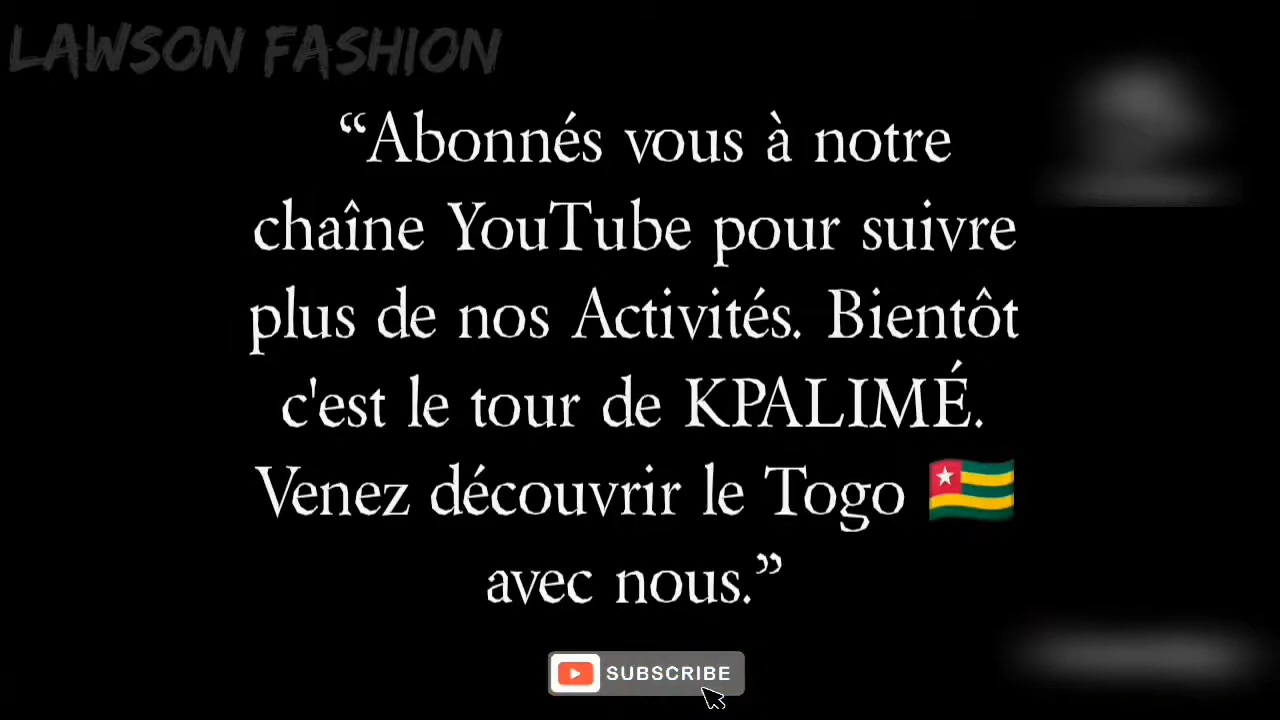 LAWSON FASHION
“Abonnés vous à notre
chaîne YouTube pour suivre
plus de nos Activités. Bientôt
c'est le tour de KPALIMÉ.
Venez découvrir le Togo 🇹🇬
avec nous.”
SUBSCRIBE